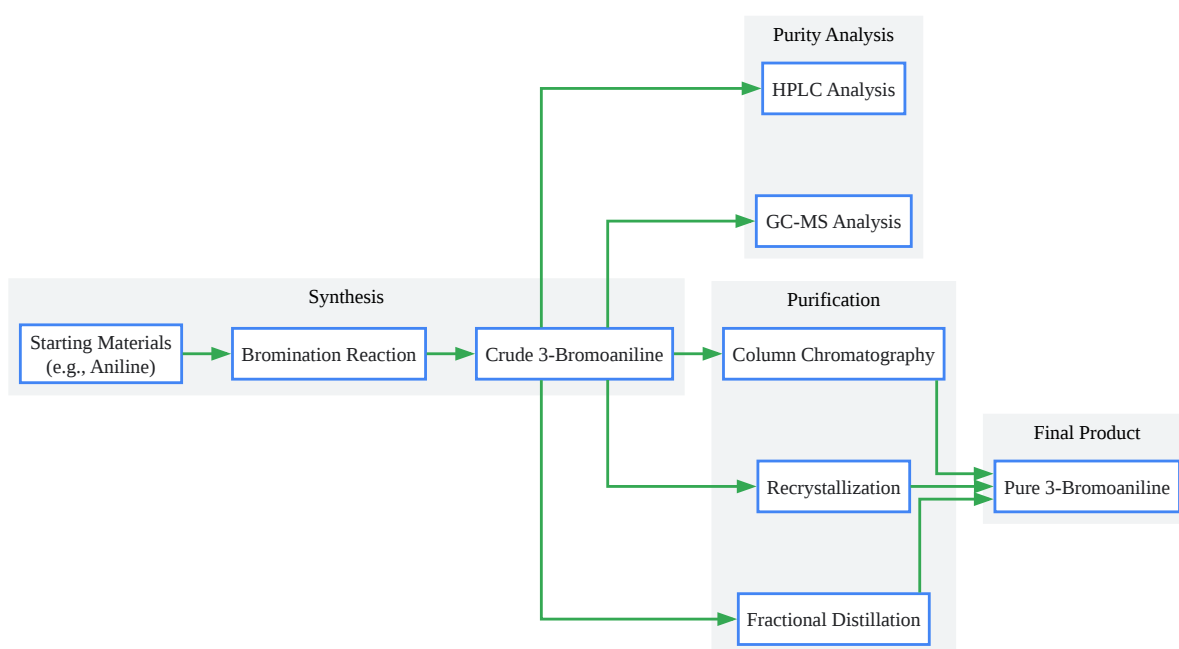 Purity Analysis
HPLC Analysis
GC-MS Analysis
Synthesis
Starting Materials
(e.g., Aniline)
Bromination Reaction
Crude 3-Bromoaniline
Purification
Column Chromatography
Recrystallization
Fractional Distillation
Final Product
Pure 3-Bromoaniline